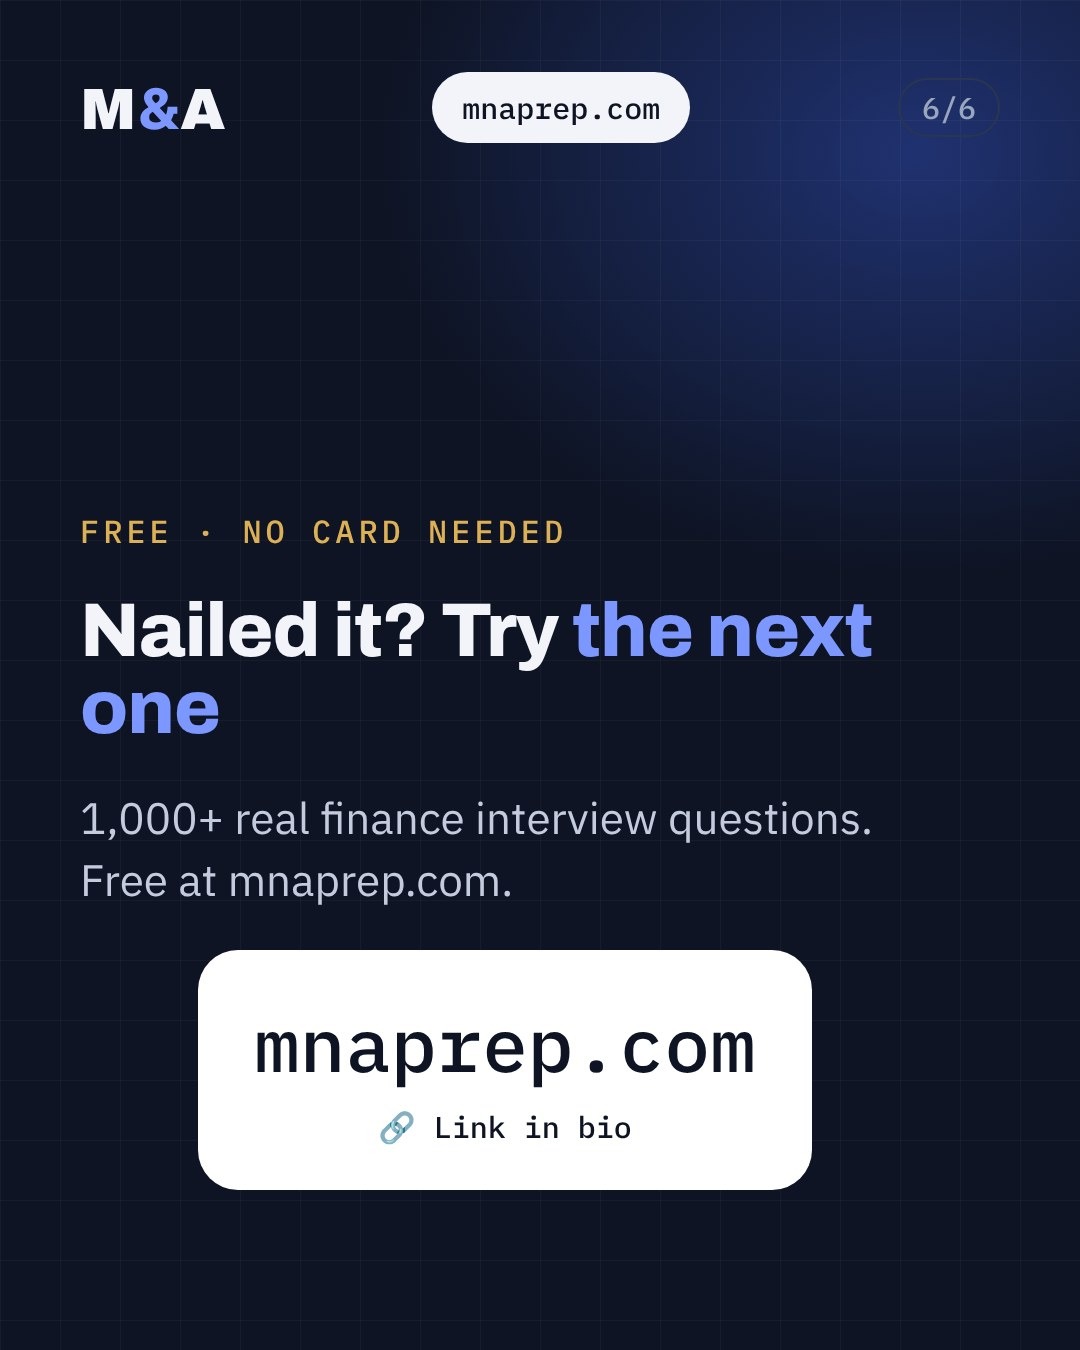 M&A
mnaprep.com
6/6
FREE · NO CARD NEEDED
Nailed it? Try the next
one
1,000+ real finance interview questions.
Free at mnaprep.com.
mnaprep.com
🔗 Link in bio